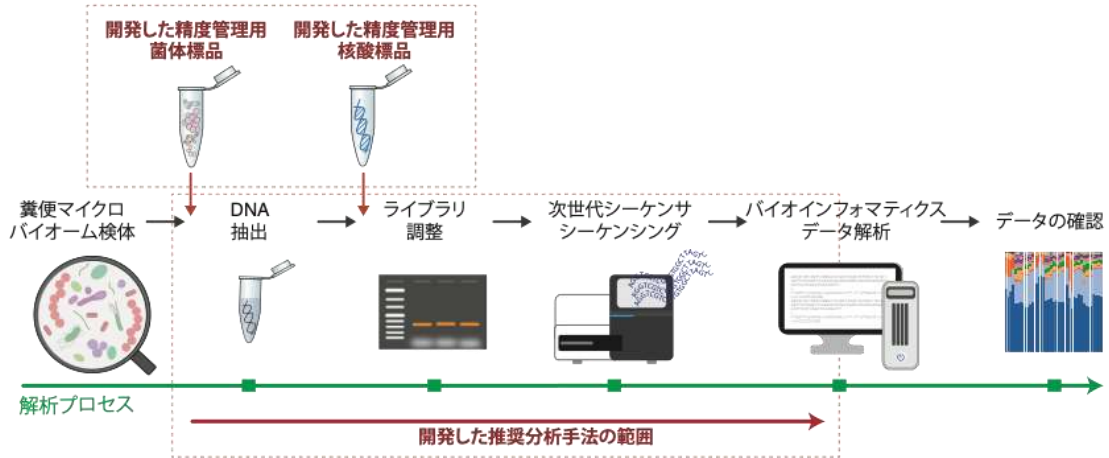 開発した精度管理用
菌体標品
開発した精度管理用
核酸標品
糞便マイクロ
バイオーム検体
DNA
抽出
ライブラリ
調整
次世代シーケンサ
シーケンシング
バイオインフォマティクス
データ解析
データの確認
解析プロセス
開発した推奨分析手法の範囲